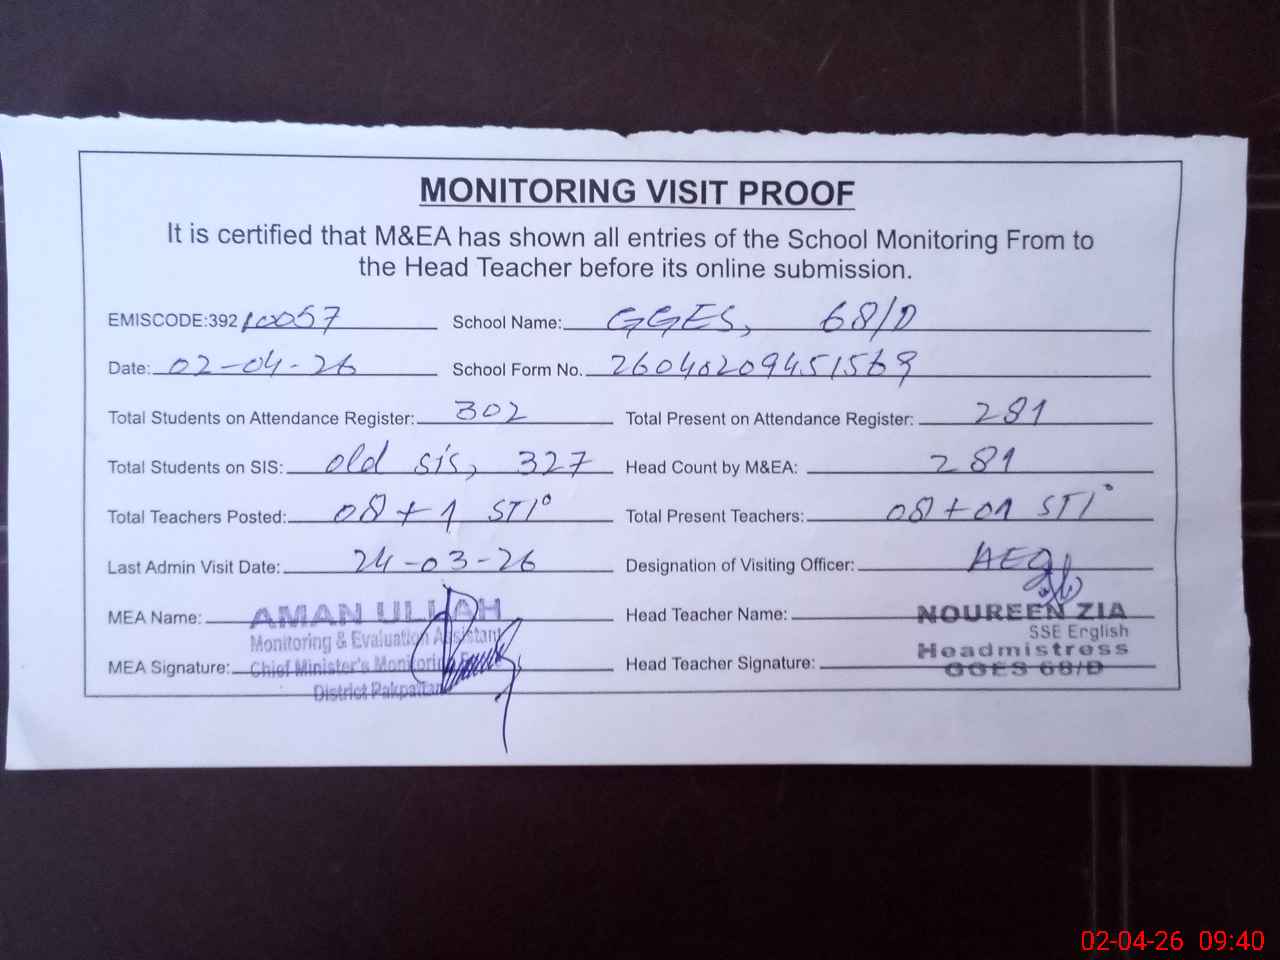 MONITORING VISIT PROOF
It is certified that M&EA has shown all entries of the School Monitoring From to
the Head Teacher before its online submission.
EMISCODE:392 10057 School Name: GGES, 68/D
Date: 02-04-26 School Form No. 26040209451569
Total Students on Attendance Register: 302 Total Present on Attendance Register: 281
Total Students on SIS: old sis, 327 Head Count by M&EA: 281
Total Teachers Posted: 08+1 STI Total Present Teachers: 08+01 STI
Last Admin Visit Date: 24-03-26 Designation of Visiting Officer: AEO
MEA Name: AMAN ULLAH Head Teacher Name: NOUREEN ZIA
Monitoring & Evaluation Assistant SSE English
MEA Signature: Chief Minister's Monitoring Head Teacher Signature: Headmistress
District Pakpattan GGES 68/D
02-04-26 09:40